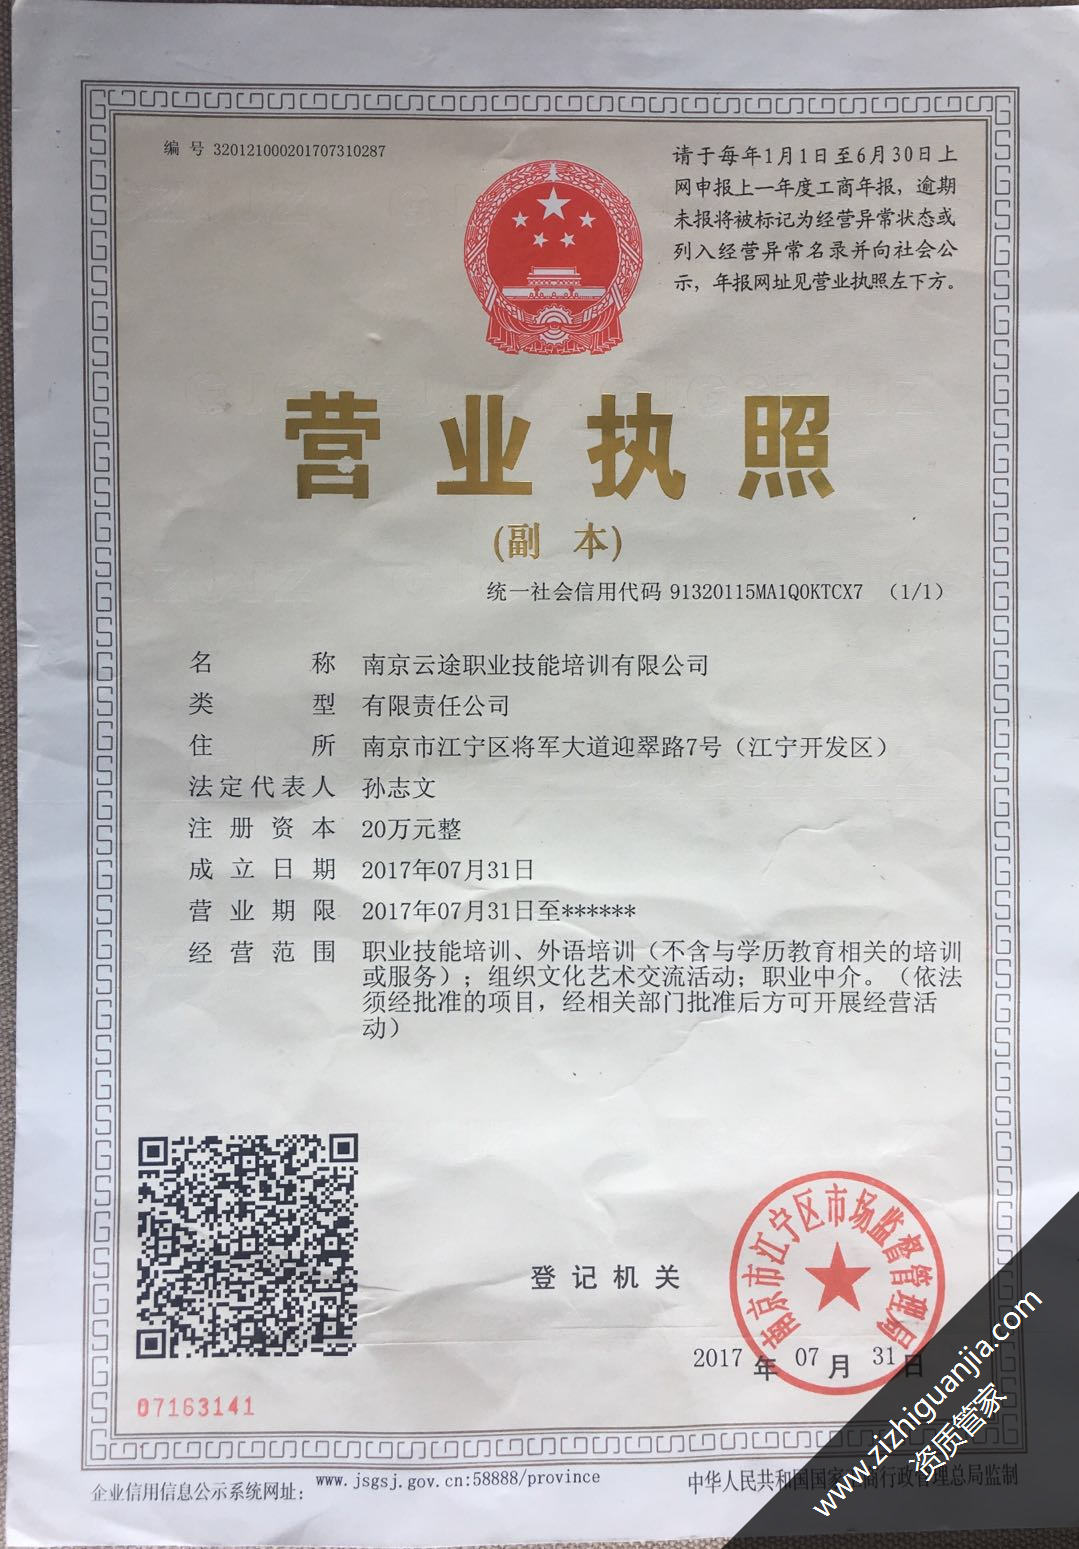 编 号 320121000201707310287
请于每年1月1日至6月30日上
网申报上一年度工商年报，逾期
未报将被标记为经营异常状态或
列入经营异常名录并向社会公
示，年报网址见营业执照左下方。
营业执照
(副 本)
统一社会信用代码 91320115MA1Q0KTCX7 （1/1）
名称 南京云途职业技能培训有限公司
类型 有限责任公司
住所 南京市江宁区将军大道迎翠路7号（江宁开发区）
法定代表人 孙志文
注册资本 20万元整
成立日期 2017年07月31日
营业期限 2017年07月31日至******
经营范围 职业技能培训、外语培训（不含与学历教育相关的培训
或服务）；组织文化艺术交流活动；职业中介。（依法
须经批准的项目，经相关部门批准后方可开展经营活
动）
南京市江宁区市场监督管理局
登记机关
2017 年 07 月 31 日
07163141
企业信用信息公示系统网址： www.jsgsj.gov.cn:58888/province
中华人民共和国国家工商行政管理总局监制
www.zizhiguanjia.com
资质管家